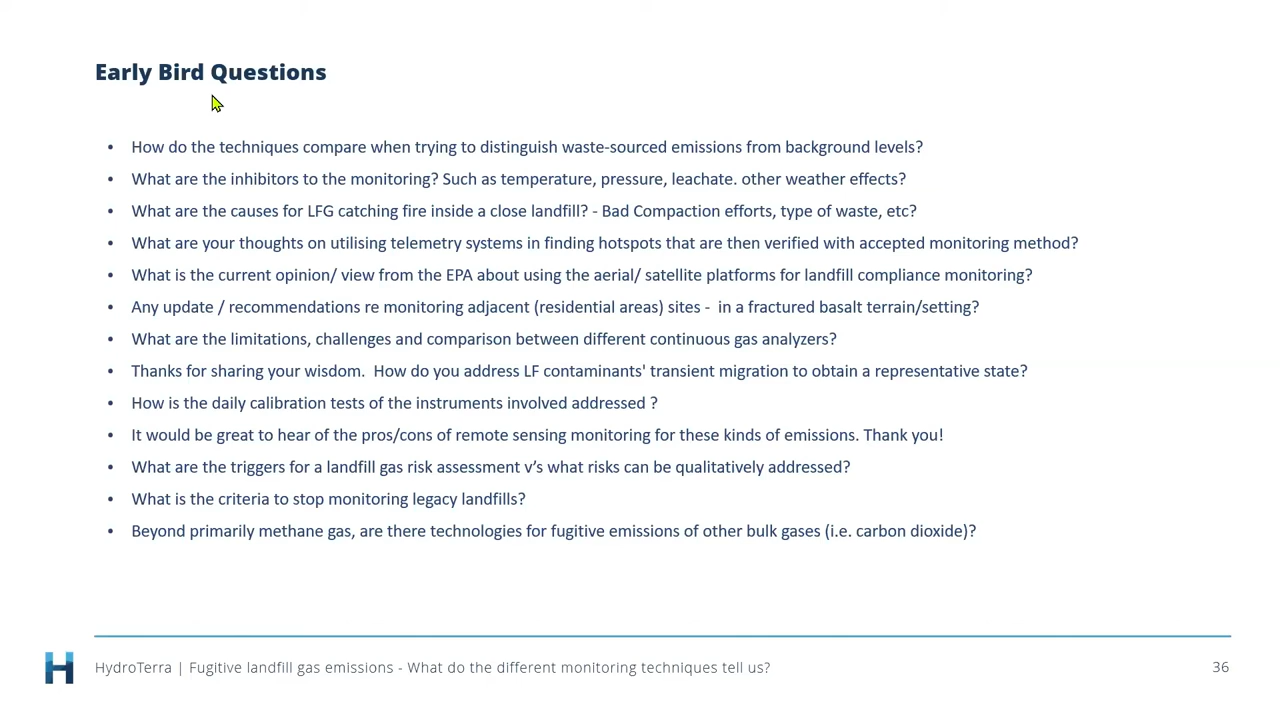 Early Bird Questions
• How do the techniques compare when trying to distinguish waste-sourced emissions from background levels?
• What are the inhibitors to the monitoring? Such as temperature, pressure, leachate. other weather effects?
• What are the causes for LFG catching fire inside a close landfill? - Bad Compaction efforts, type of waste, etc?
• What are your thoughts on utilising telemetry systems in finding hotspots that are then verified with accepted monitoring method?
• What is the current opinion/ view from the EPA about using the aerial/ satellite platforms for landfill compliance monitoring?
• Any update / recommendations re monitoring adjacent (residential areas) sites -  in a fractured basalt terrain/setting?
• What are the limitations, challenges and comparison between different continuous gas analyzers?
• Thanks for sharing your wisdom.  How do you address LF contaminants' transient migration to obtain a representative state?
• How is the daily calibration tests of the instruments involved addressed ?
• It would be great to hear of the pros/cons of remote sensing monitoring for these kinds of emissions. Thank you!
• What are the triggers for a landfill gas risk assessment v’s what risks can be qualitatively addressed?
• What is the criteria to stop monitoring legacy landfills?
• Beyond primarily methane gas, are there technologies for fugitive emissions of other bulk gases (i.e. carbon dioxide)?
H HydroTerra | Fugitive landfill gas emissions - What do the different monitoring techniques tell us? 36